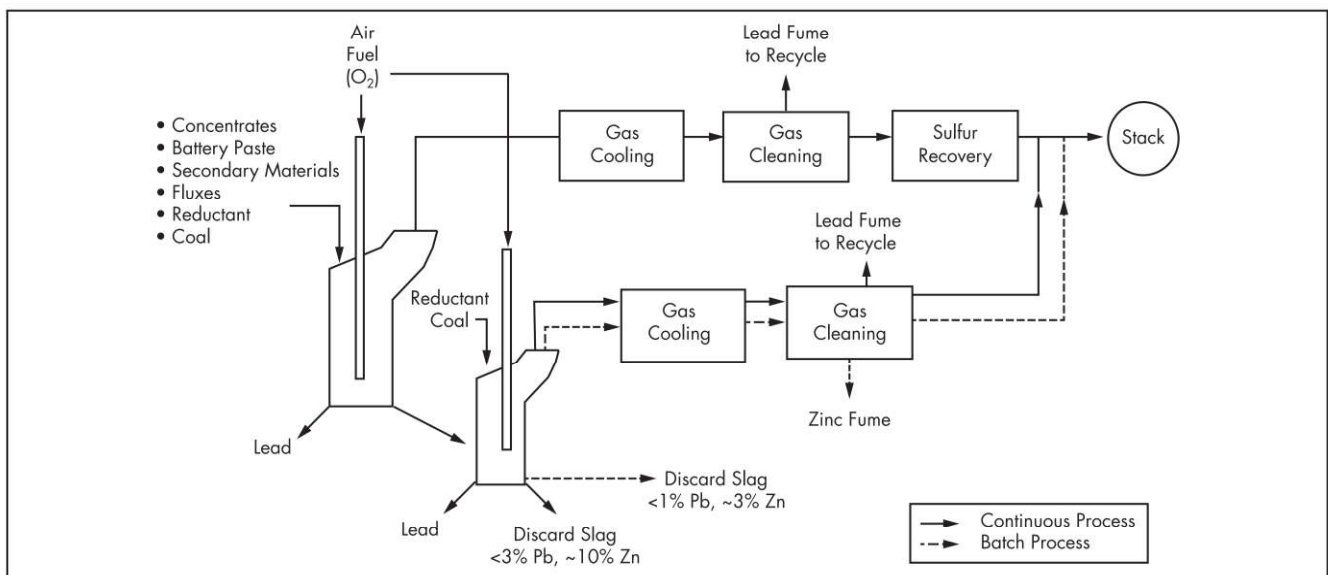 Air
Fuel
(O₂)
• Concentrates
• Battery Paste
• Secondary Materials
• Fluxes
• Reductant
• Coal
Lead Fume
to Recycle
Gas
Cooling
Gas
Cleaning
Sulfur
Recovery
Stack
Lead Fume
to Recycle
Reductant
Coal
Gas
Cooling
Gas
Cleaning
Zinc Fume
Lead
Lead
Discard Slag
<1% Pb, ~3% Zn
Discard Slag
<3% Pb, ~10% Zn
Continuous Process
Batch Process